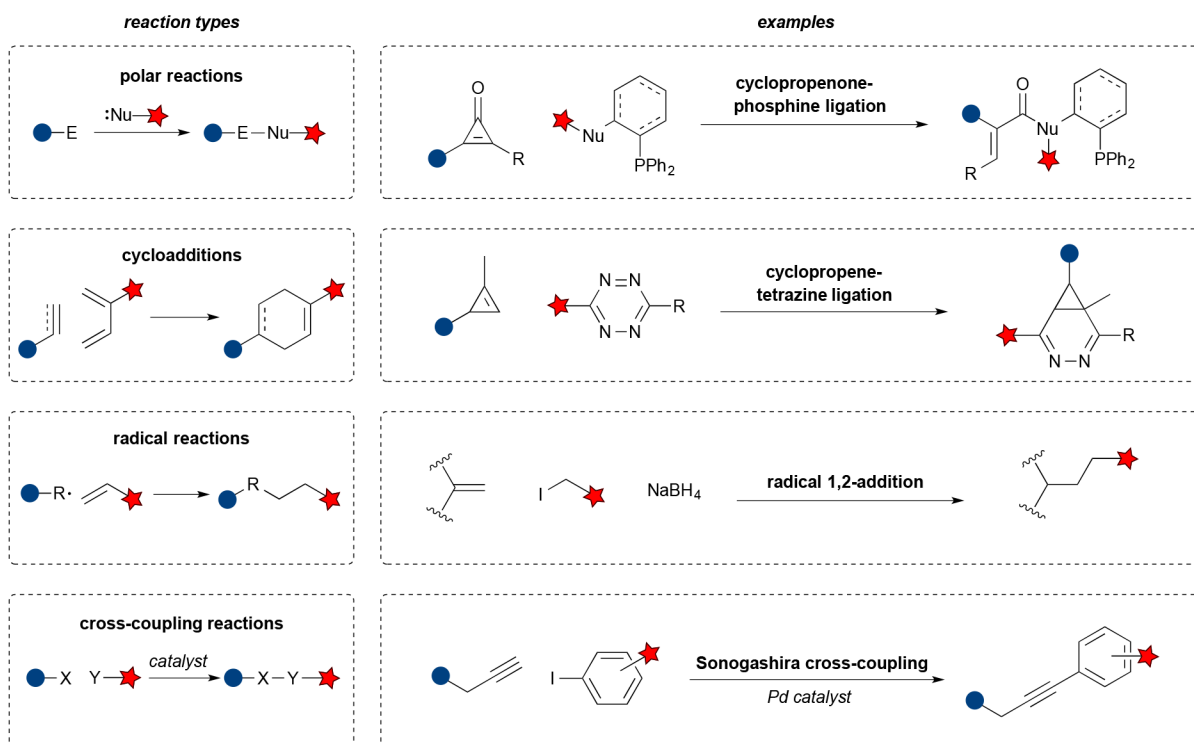 reaction types
examples
polar reactions
:Nu
E
E
Nu
O
R
Nu
PPh2
cyclopropenone-
phosphine ligation
O
Nu
R
PPh2
cycloadditions
N
N
N
N
R
cyclopropene-
tetrazine ligation
N
N
R
radical reactions
R·
R
I
NaBH4
radical 1,2-addition
cross-coupling reactions
X
Y
catalyst
X
Y
I
Sonogashira cross-coupling
Pd catalyst